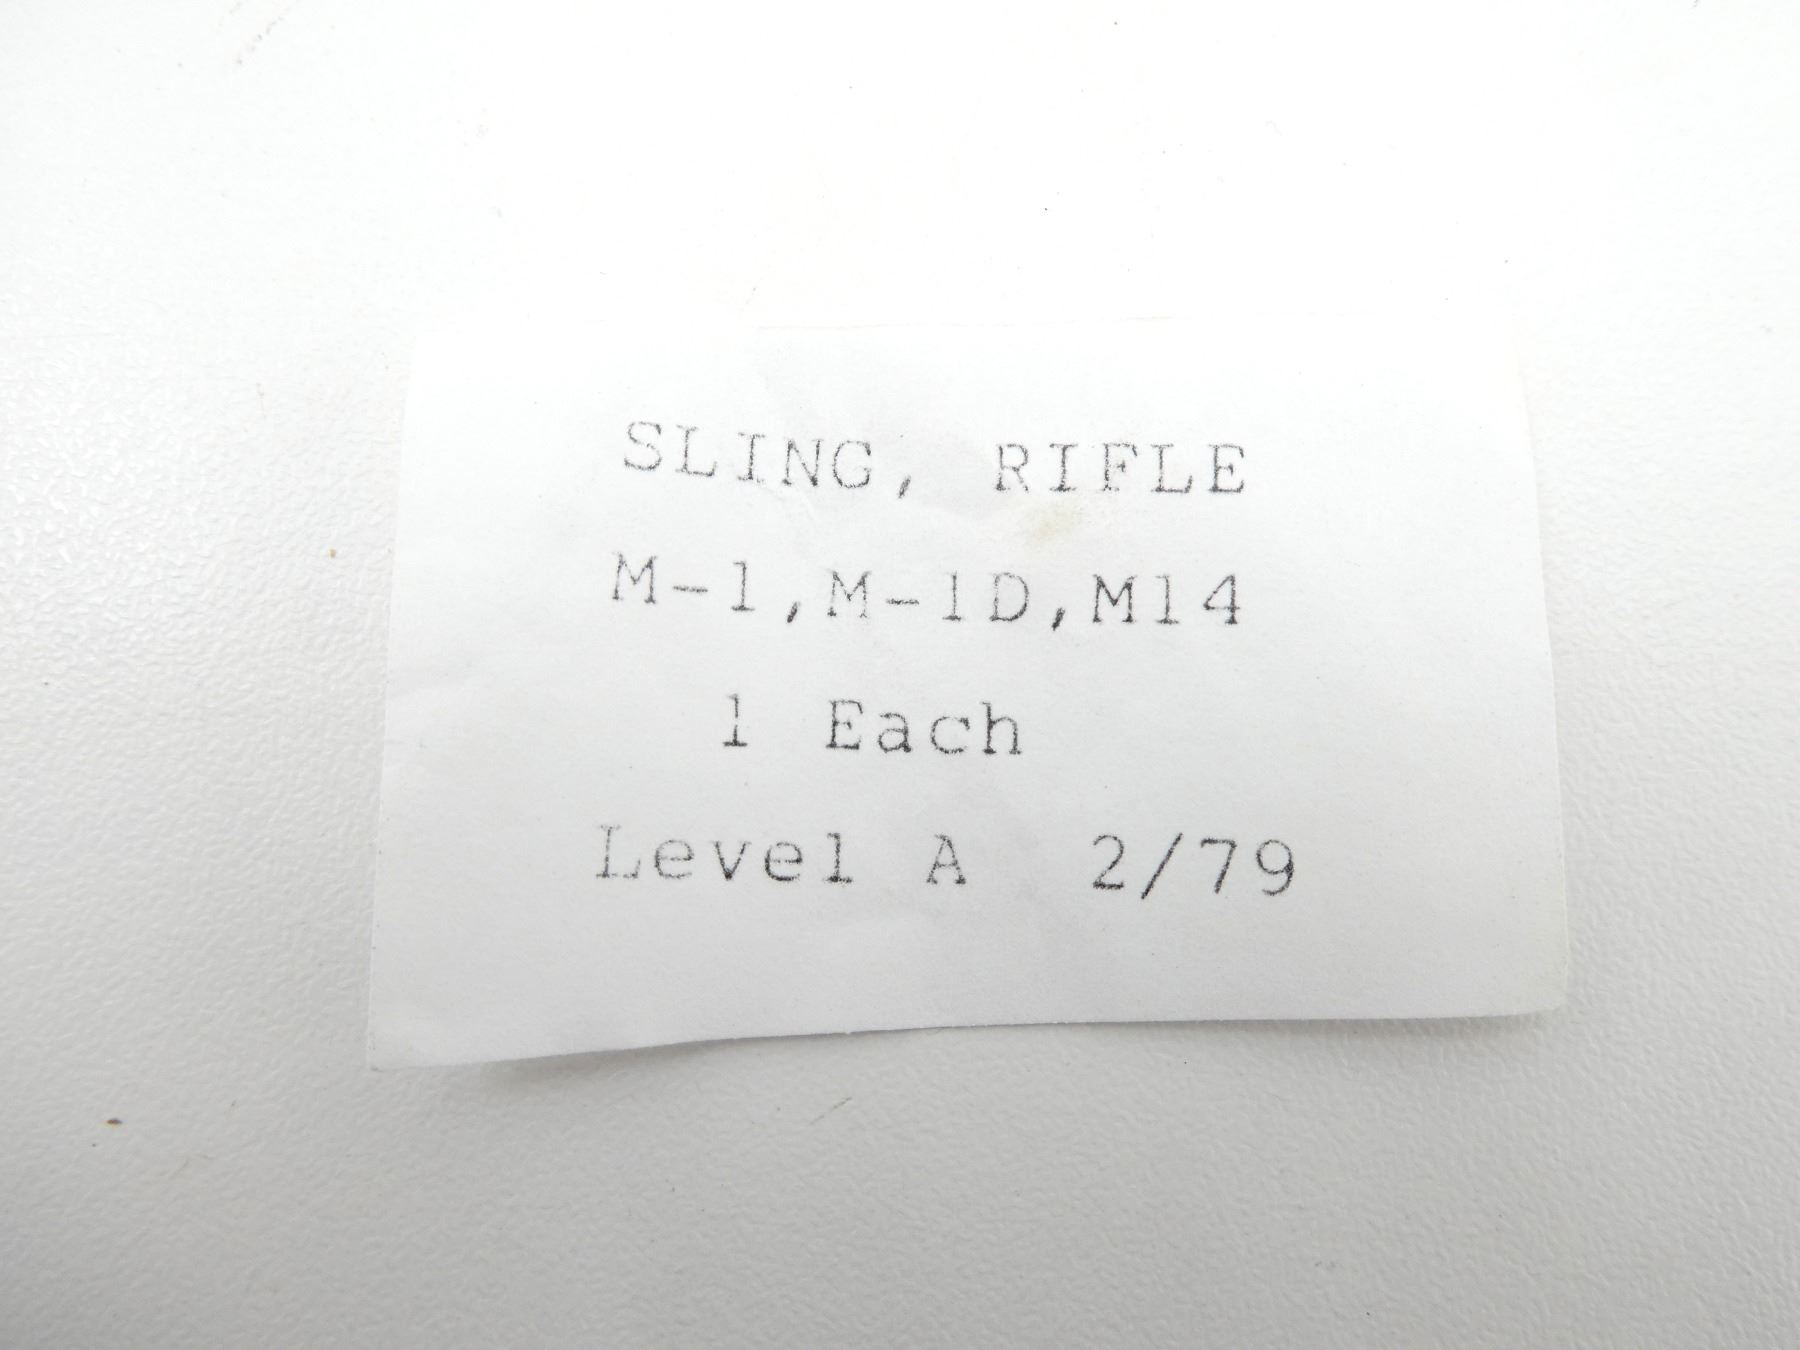 SLING, RIFLE
M-1,M-1D,M14
1 Each
Level A 2/79